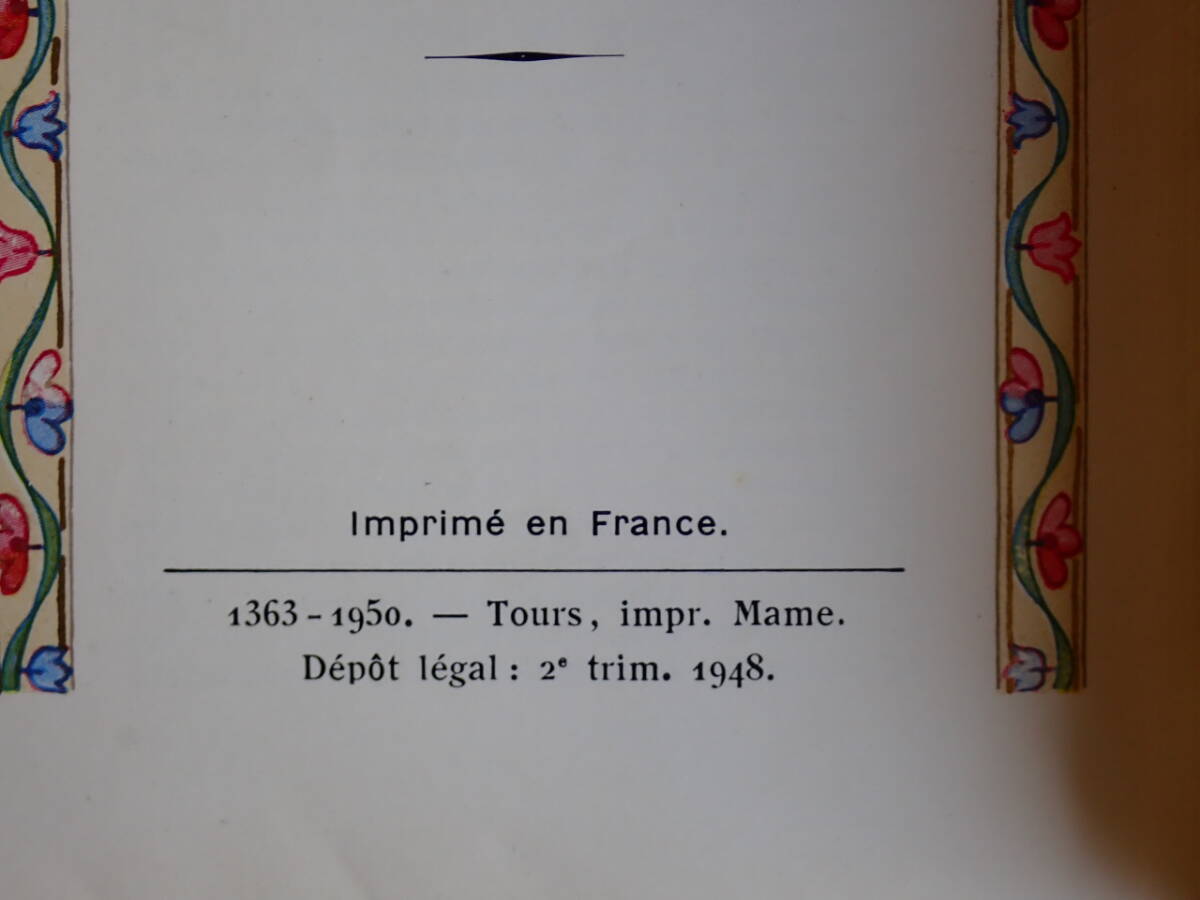 Imprimé en France.
1363-1950. — Tours, impr. Mame.
Dépôt légal : 2ᵉ trim. 1948.